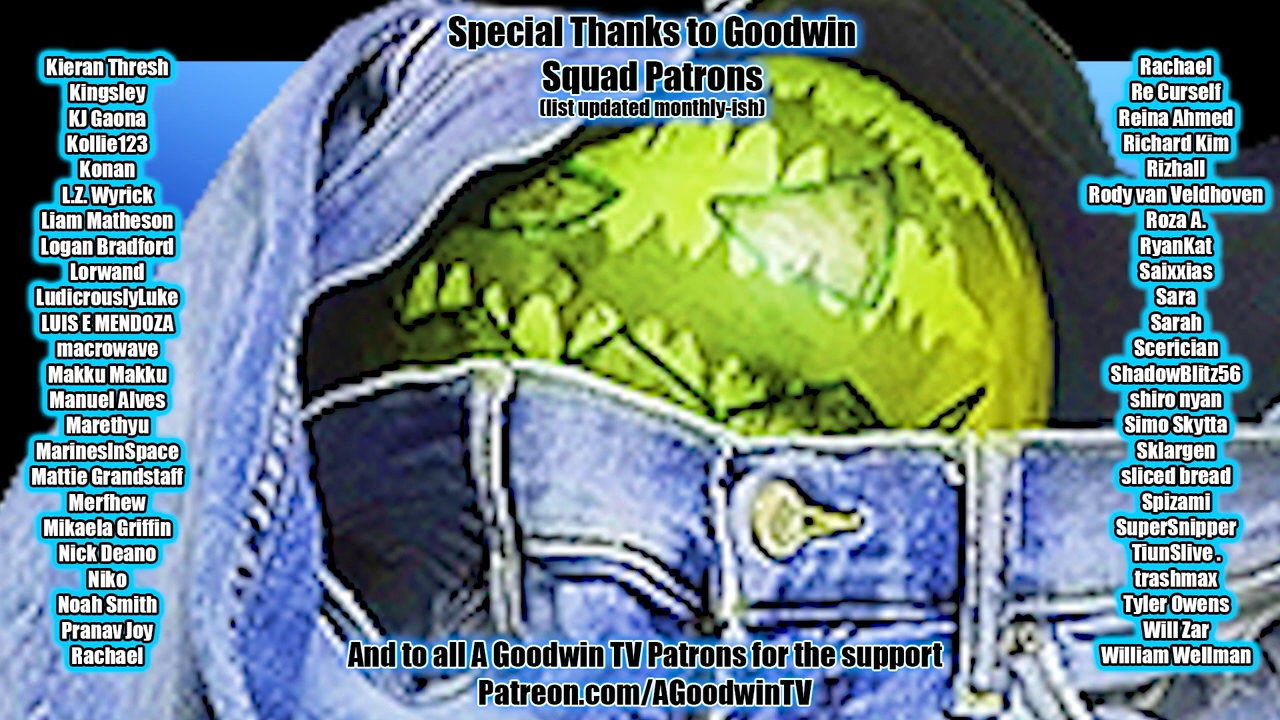 Special Thanks to Goodwin
Squad Patrons
(list updated monthly-ish)
Kieran Thresh
Kingsley
KJ Gaona
Kollie123
Konan
L.Z. Wyrick
Liam Matheson
Logan Bradford
Lorwand
LudicrouslyLuke
LUIS E MENDOZA
macrowave
Makku Makku
Manuel Alves
Marethyu
MarinesInSpace
Mattie Grandstaff
Merfhew
Mikaela Griffin
Nick Deano
Niko
Noah Smith
Pranav Joy
Rachael
Rachael
Re Curself
Reina Ahmed
Richard Kim
Rizhall
Rody van Veldhoven
Roza A.
RyanKat
Saixxias
Sara
Sarah
Scerician
ShadowBlitz56
shiro nyan
Simo Skytta
Sklargen
sliced bread
Spizami
SuperSnipper
TiunSlive .
trashmax
Tyler Owens
Will Zar
William Wellman
And to all A Goodwin TV Patrons for the support
Patreon.com/AGoodwinTV